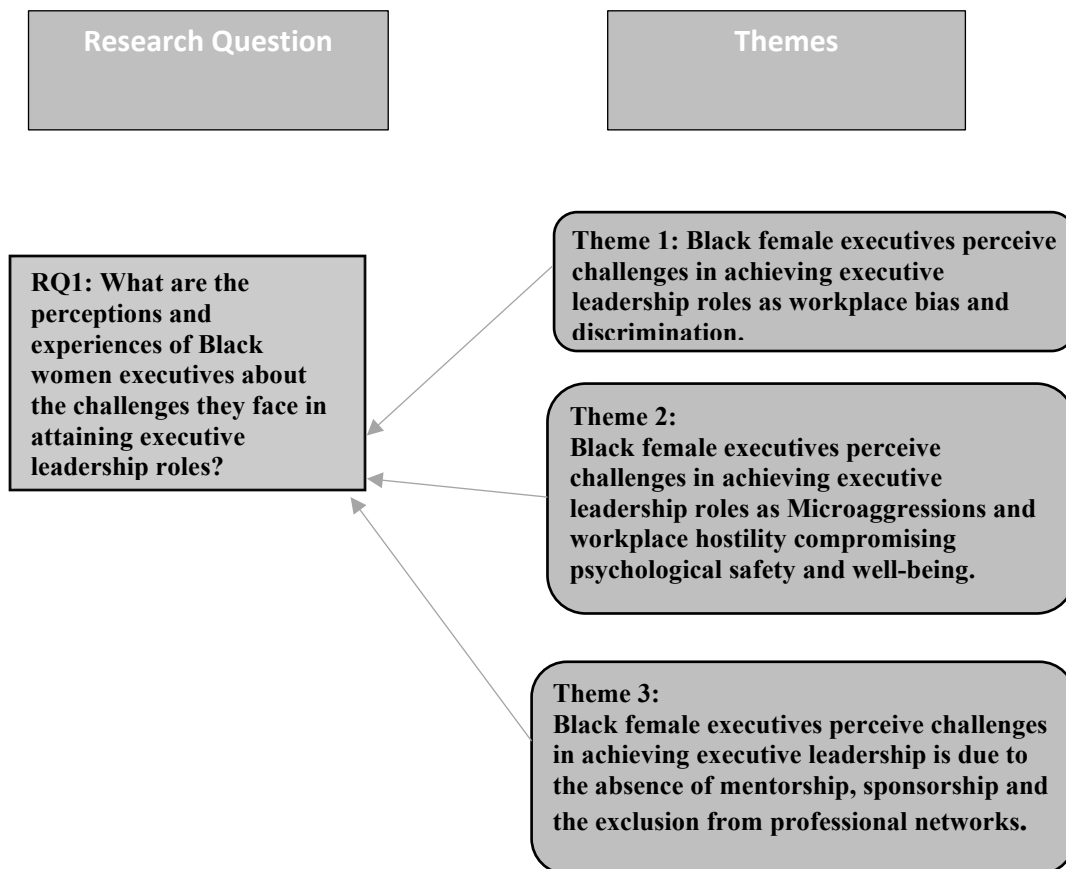 Research Question
Themes
RQ1: What are the
perceptions and
experiences of Black
women executives about
the challenges they face in
attaining executive
leadership roles?
Theme 1: Black female executives perceive
challenges in achieving executive
leadership roles as workplace bias and
discrimination.
Theme 2:
Black female executives perceive
challenges in achieving executive
leadership roles as Microaggressions and
workplace hostility compromising
psychological safety and well-being.
Theme 3:
Black female executives perceive challenges
in achieving executive leadership is due to
the absence of mentorship, sponsorship and
the exclusion from professional networks.